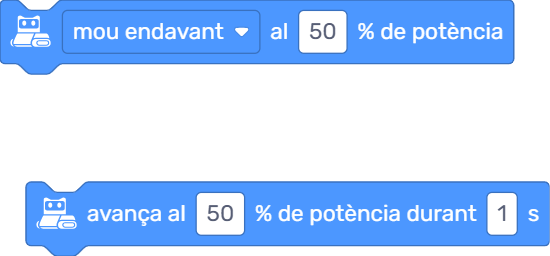 mou endavant al 50 % de potència
avança al 50 % de potència durant 1 s